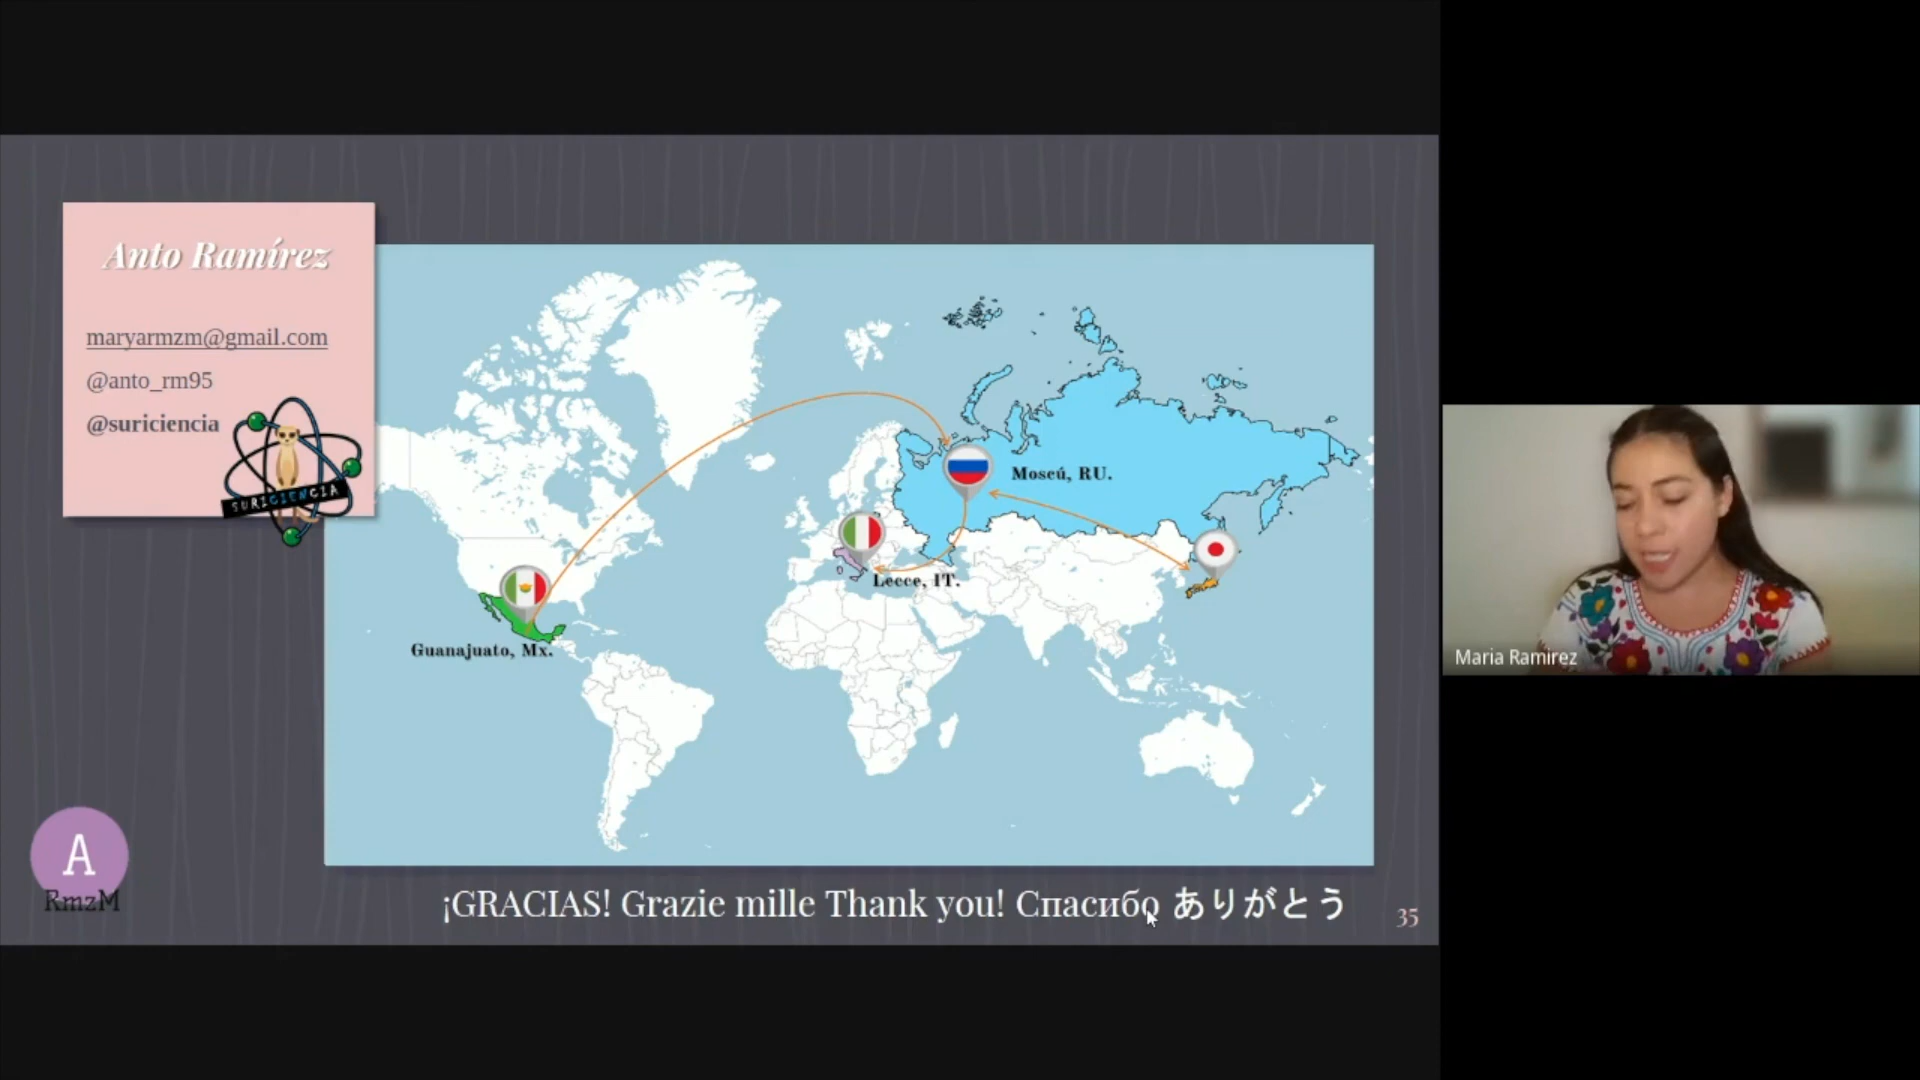 Anto Ramírez
maryarmzm@gmail.com
@anto_rm95
@suriciencia
SURICIENCIA
Moscú, RU.
Lecce, IT.
Guanajuato, Mx.
A
RmzM
¡GRACIAS! Grazie mille Thank you! Спасибо ありがとう
35
Maria Ramirez